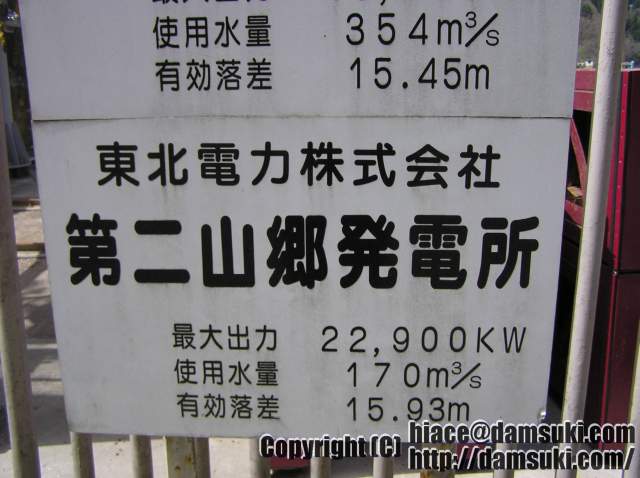 使用水量 354m³/s
有効落差 15.45m
東北電力株式会社
第二山郷発電所
最大出力 22,900KW
使用水量 170m³/s
有効落差 15.93m
Copyright (C) hiace@damsuki.com
http://damsuki.com/